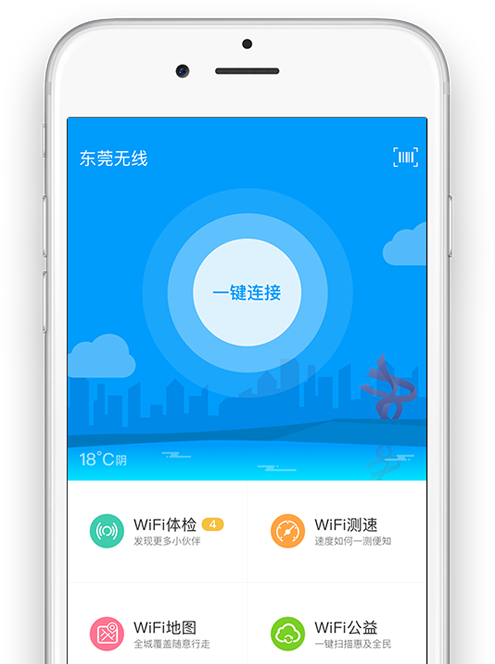 东莞无线
一键连接
18°C阴
WiFi体检 4
发现更多小伙伴
WiFi测速
速度如何一测便知
WiFi地图
全城覆盖随意行走
WiFi公益
一键扫描惠及全民